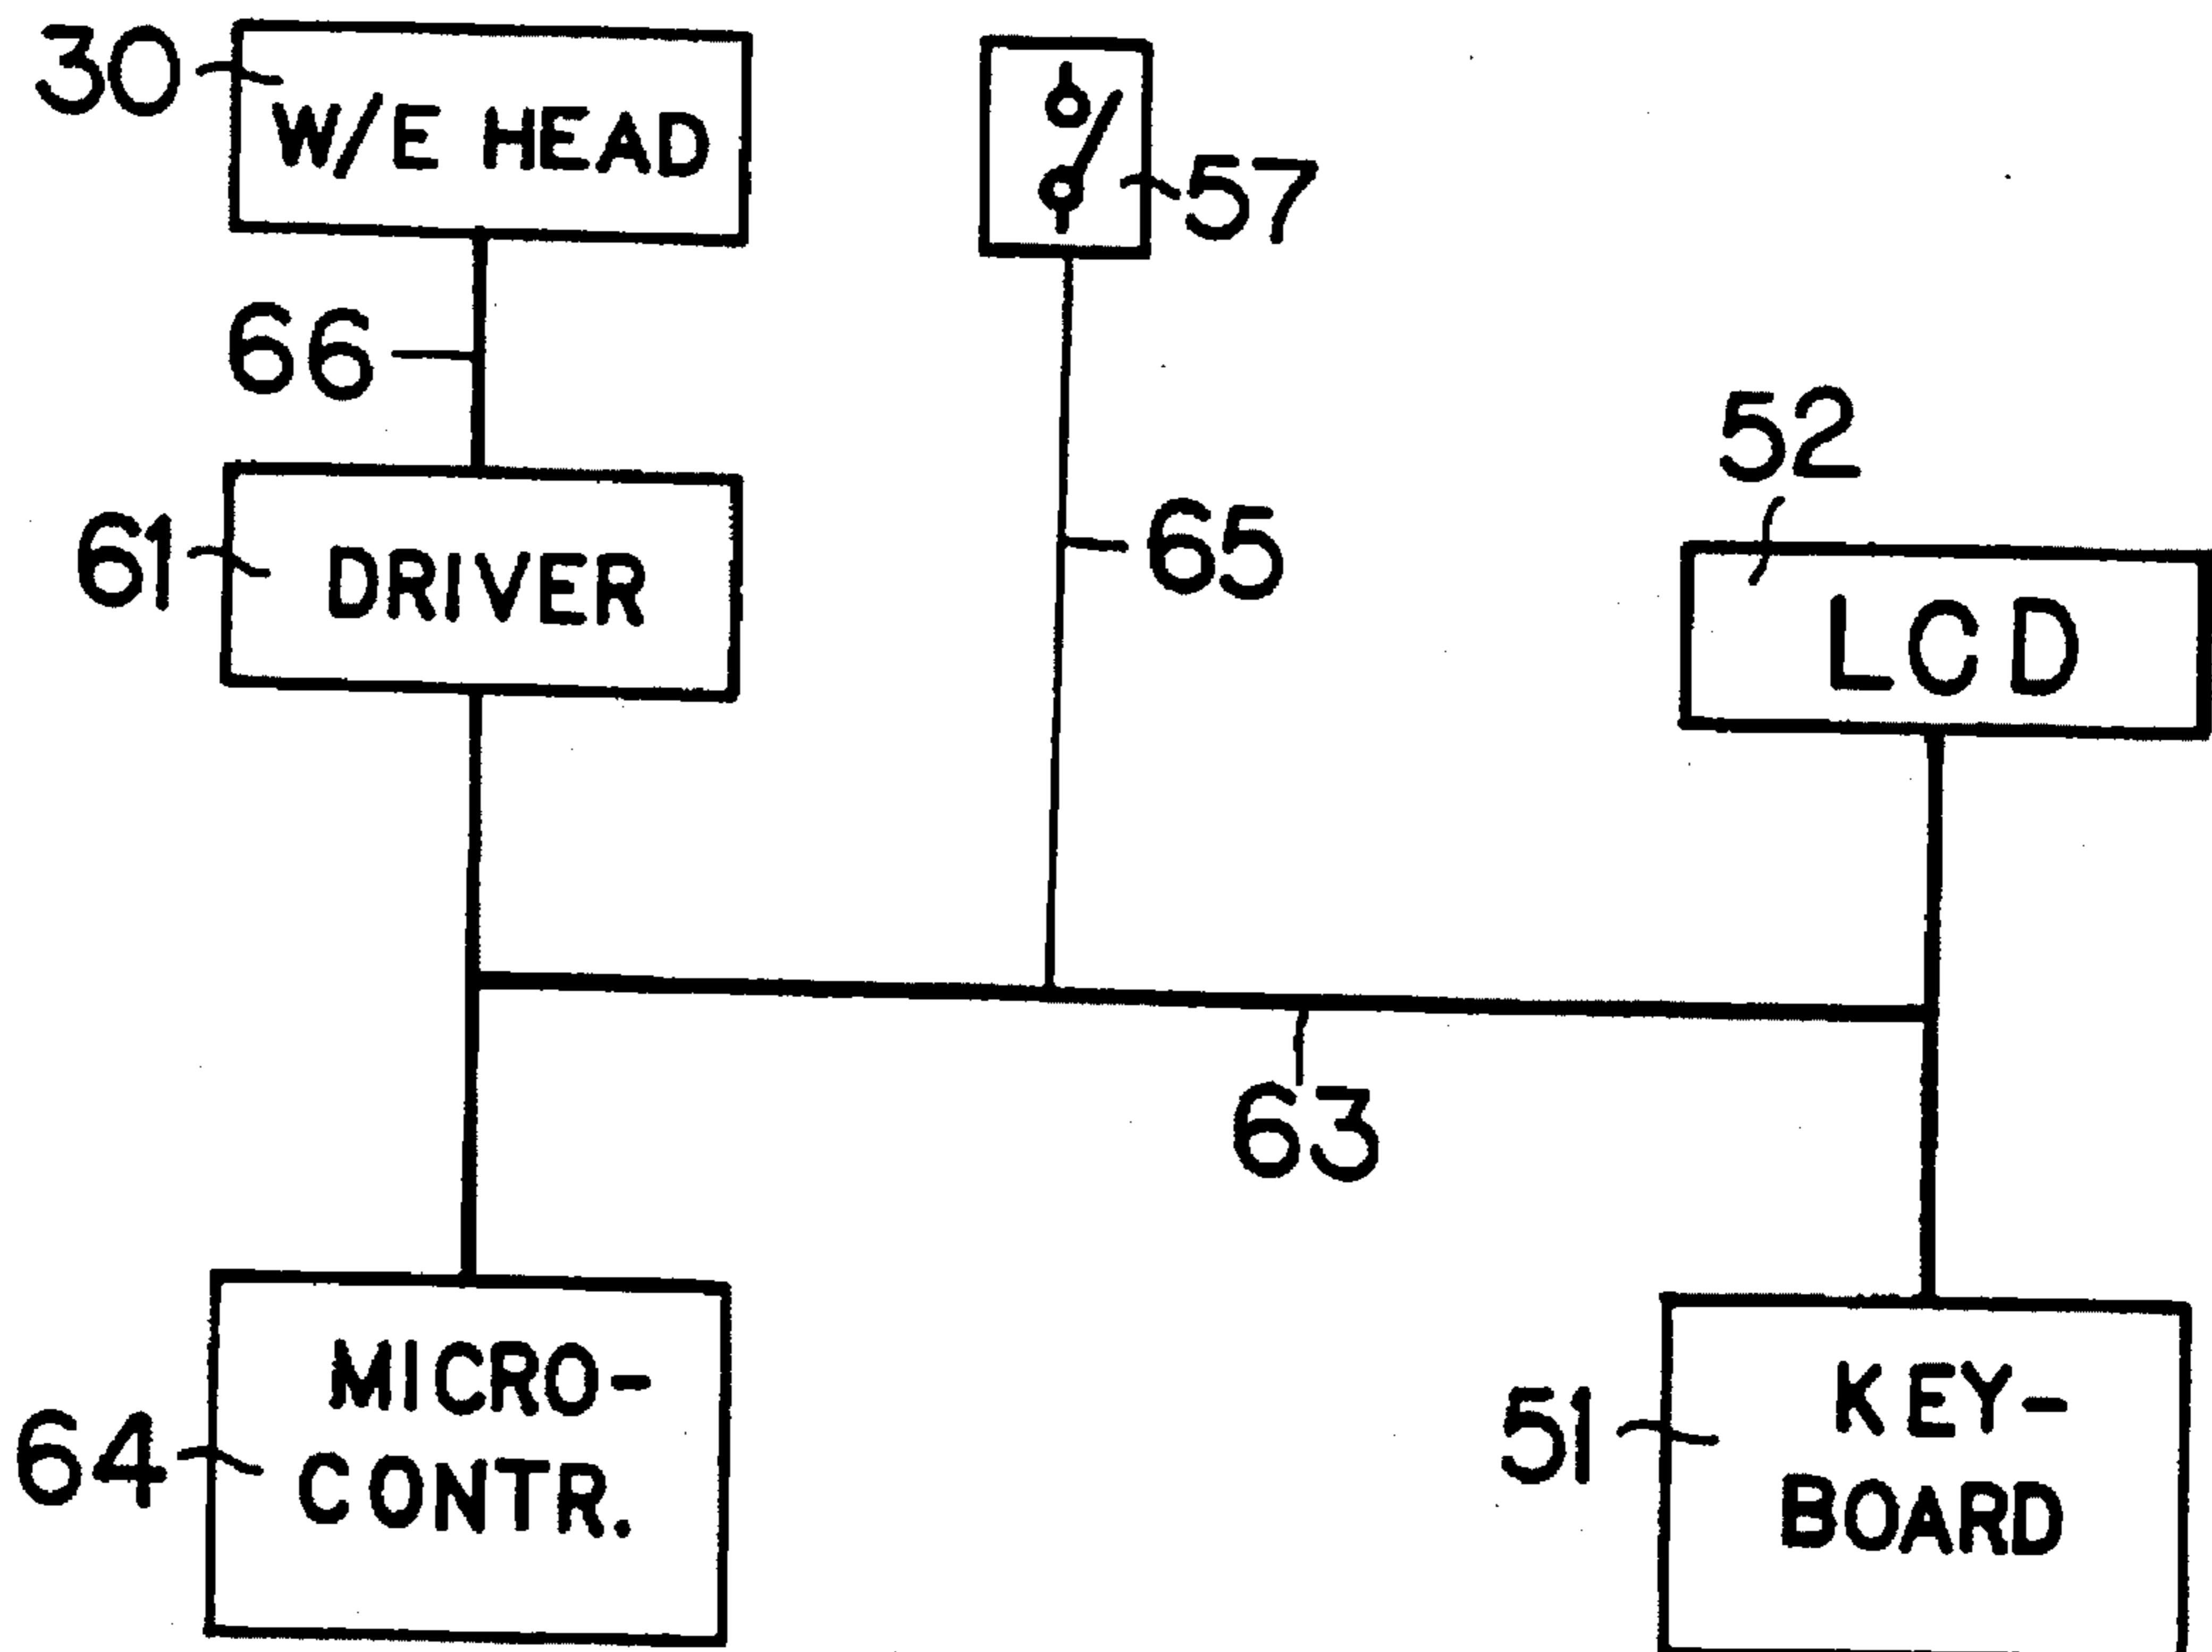 30
W/E HEAD
57
66
52
61
DRIVER
65
LCD
63
64
MICRO-
CONTR.
51
KEY-
BOARD